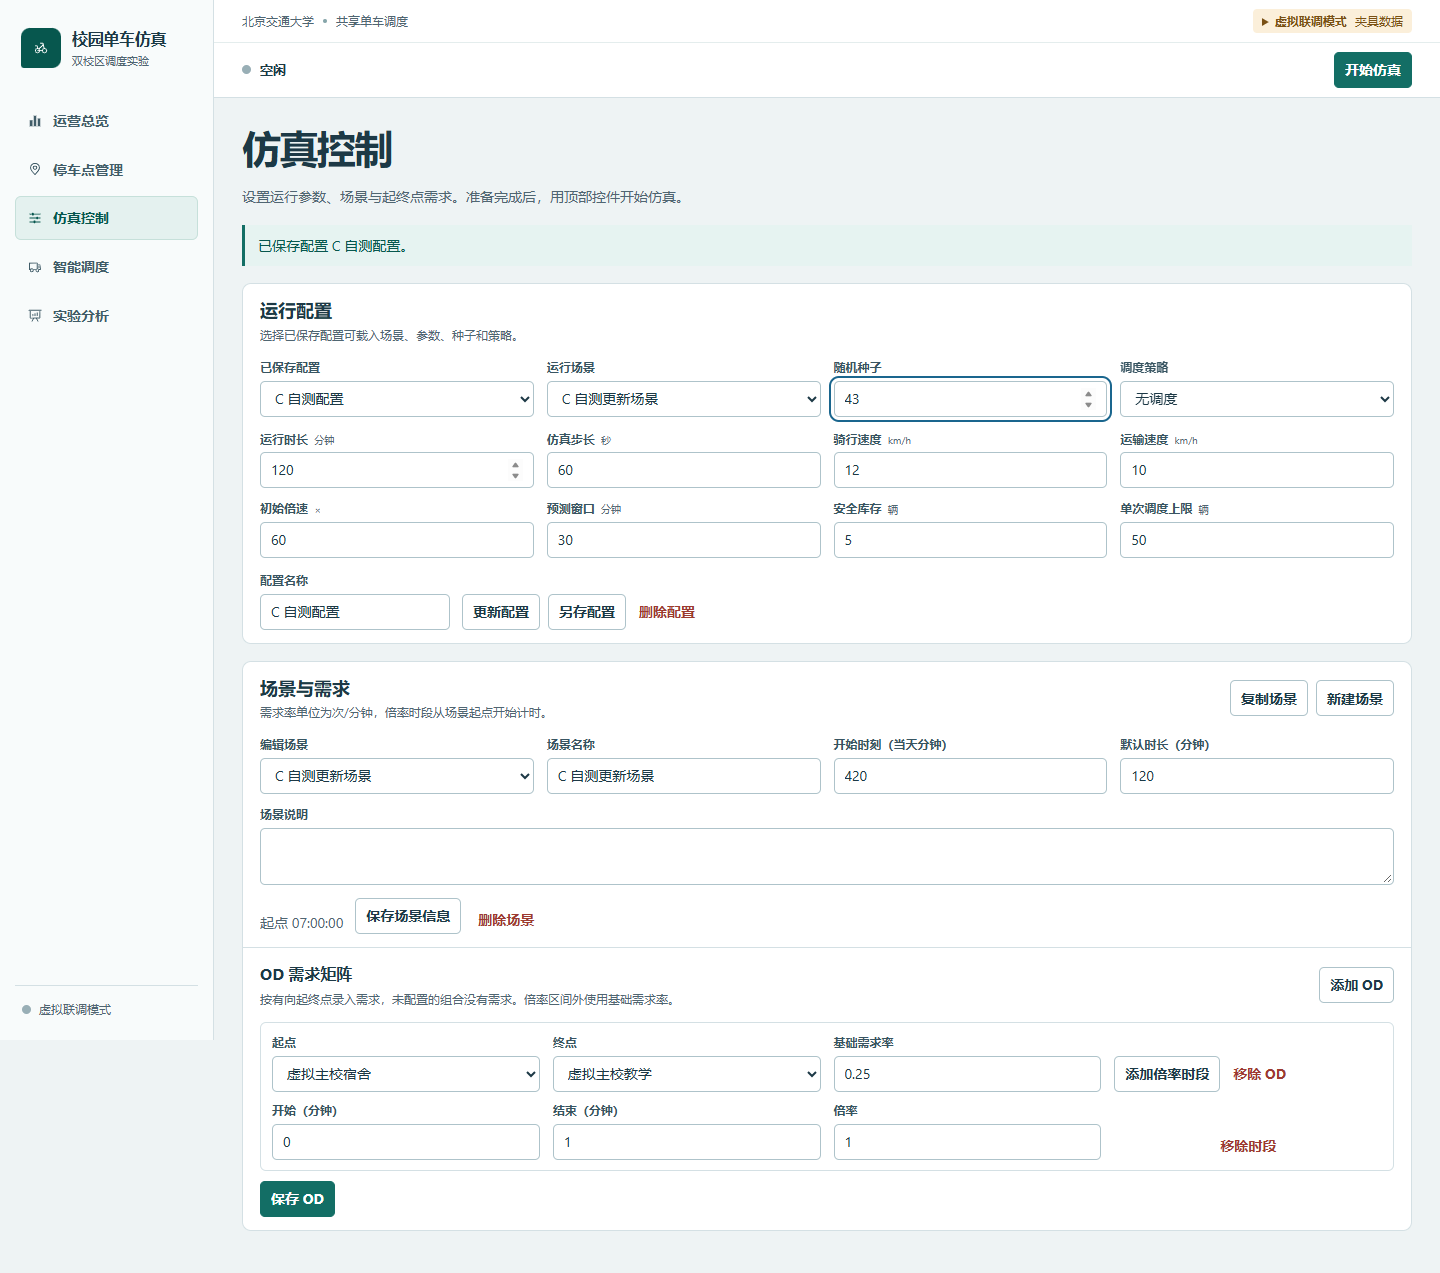 校园单车仿真
双校区调度实验
运营总览
停车点管理
仿真控制
智能调度
实验分析
虚拟联调模式
北京交通大学 • 共享单车调度
虚拟联调模式 夹具数据
空闲
开始仿真
仿真控制
设置运行参数、场景与起终点需求。准备完成后，用顶部控件开始仿真。
已保存配置 C 自测配置。
运行配置
选择已保存配置可载入场景、参数、种子和策略。
已保存配置 运行场景 随机种子 调度策略
C 自测配置 C 自测更新场景 43 无调度
运行时长 分钟 仿真步长 秒 骑行速度 km/h 运输速度 km/h
120 60 12 10
初始倍速 × 预测窗口 分钟 安全库存 辆 单次调度上限 辆
60 30 5 50
配置名称
C 自测配置 更新配置 另存配置 删除配置
场景与需求
需求率单位为次/分钟，倍率时段从场景起点开始计时。
复制场景 新建场景
编辑场景 场景名称 开始时刻（当天分钟） 默认时长（分钟）
C 自测更新场景 C 自测更新场景 420 120
场景说明
起点 07:00:00 保存场景信息 删除场景
OD 需求矩阵
按有向起终点录入需求，未配置的组合没有需求。倍率区间外使用基础需求率。
添加 OD
起点 终点 基础需求率
虚拟主校宿舍 虚拟主校教学 0.25 添加倍率时段 移除 OD
开始（分钟） 结束（分钟） 倍率
0 1 1 移除时段
保存 OD